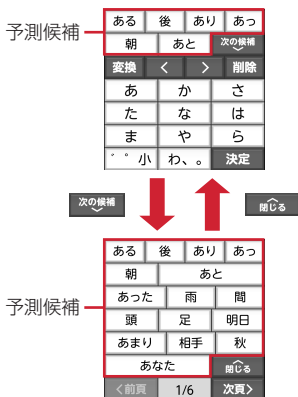 予測候補
ある 後 あり あっ
朝 あと 次の候補
変換 < > 削除
あ か さ
た な は
ま や ら
゛゜小 わ、。 決定
次の候補
閉じる
予測候補
ある 後 あり あっ
朝 あと
あった 雨 間
頭 足 明日
あまり 相手 秋
あなた 閉じる
<前頁 1/6 次頁>